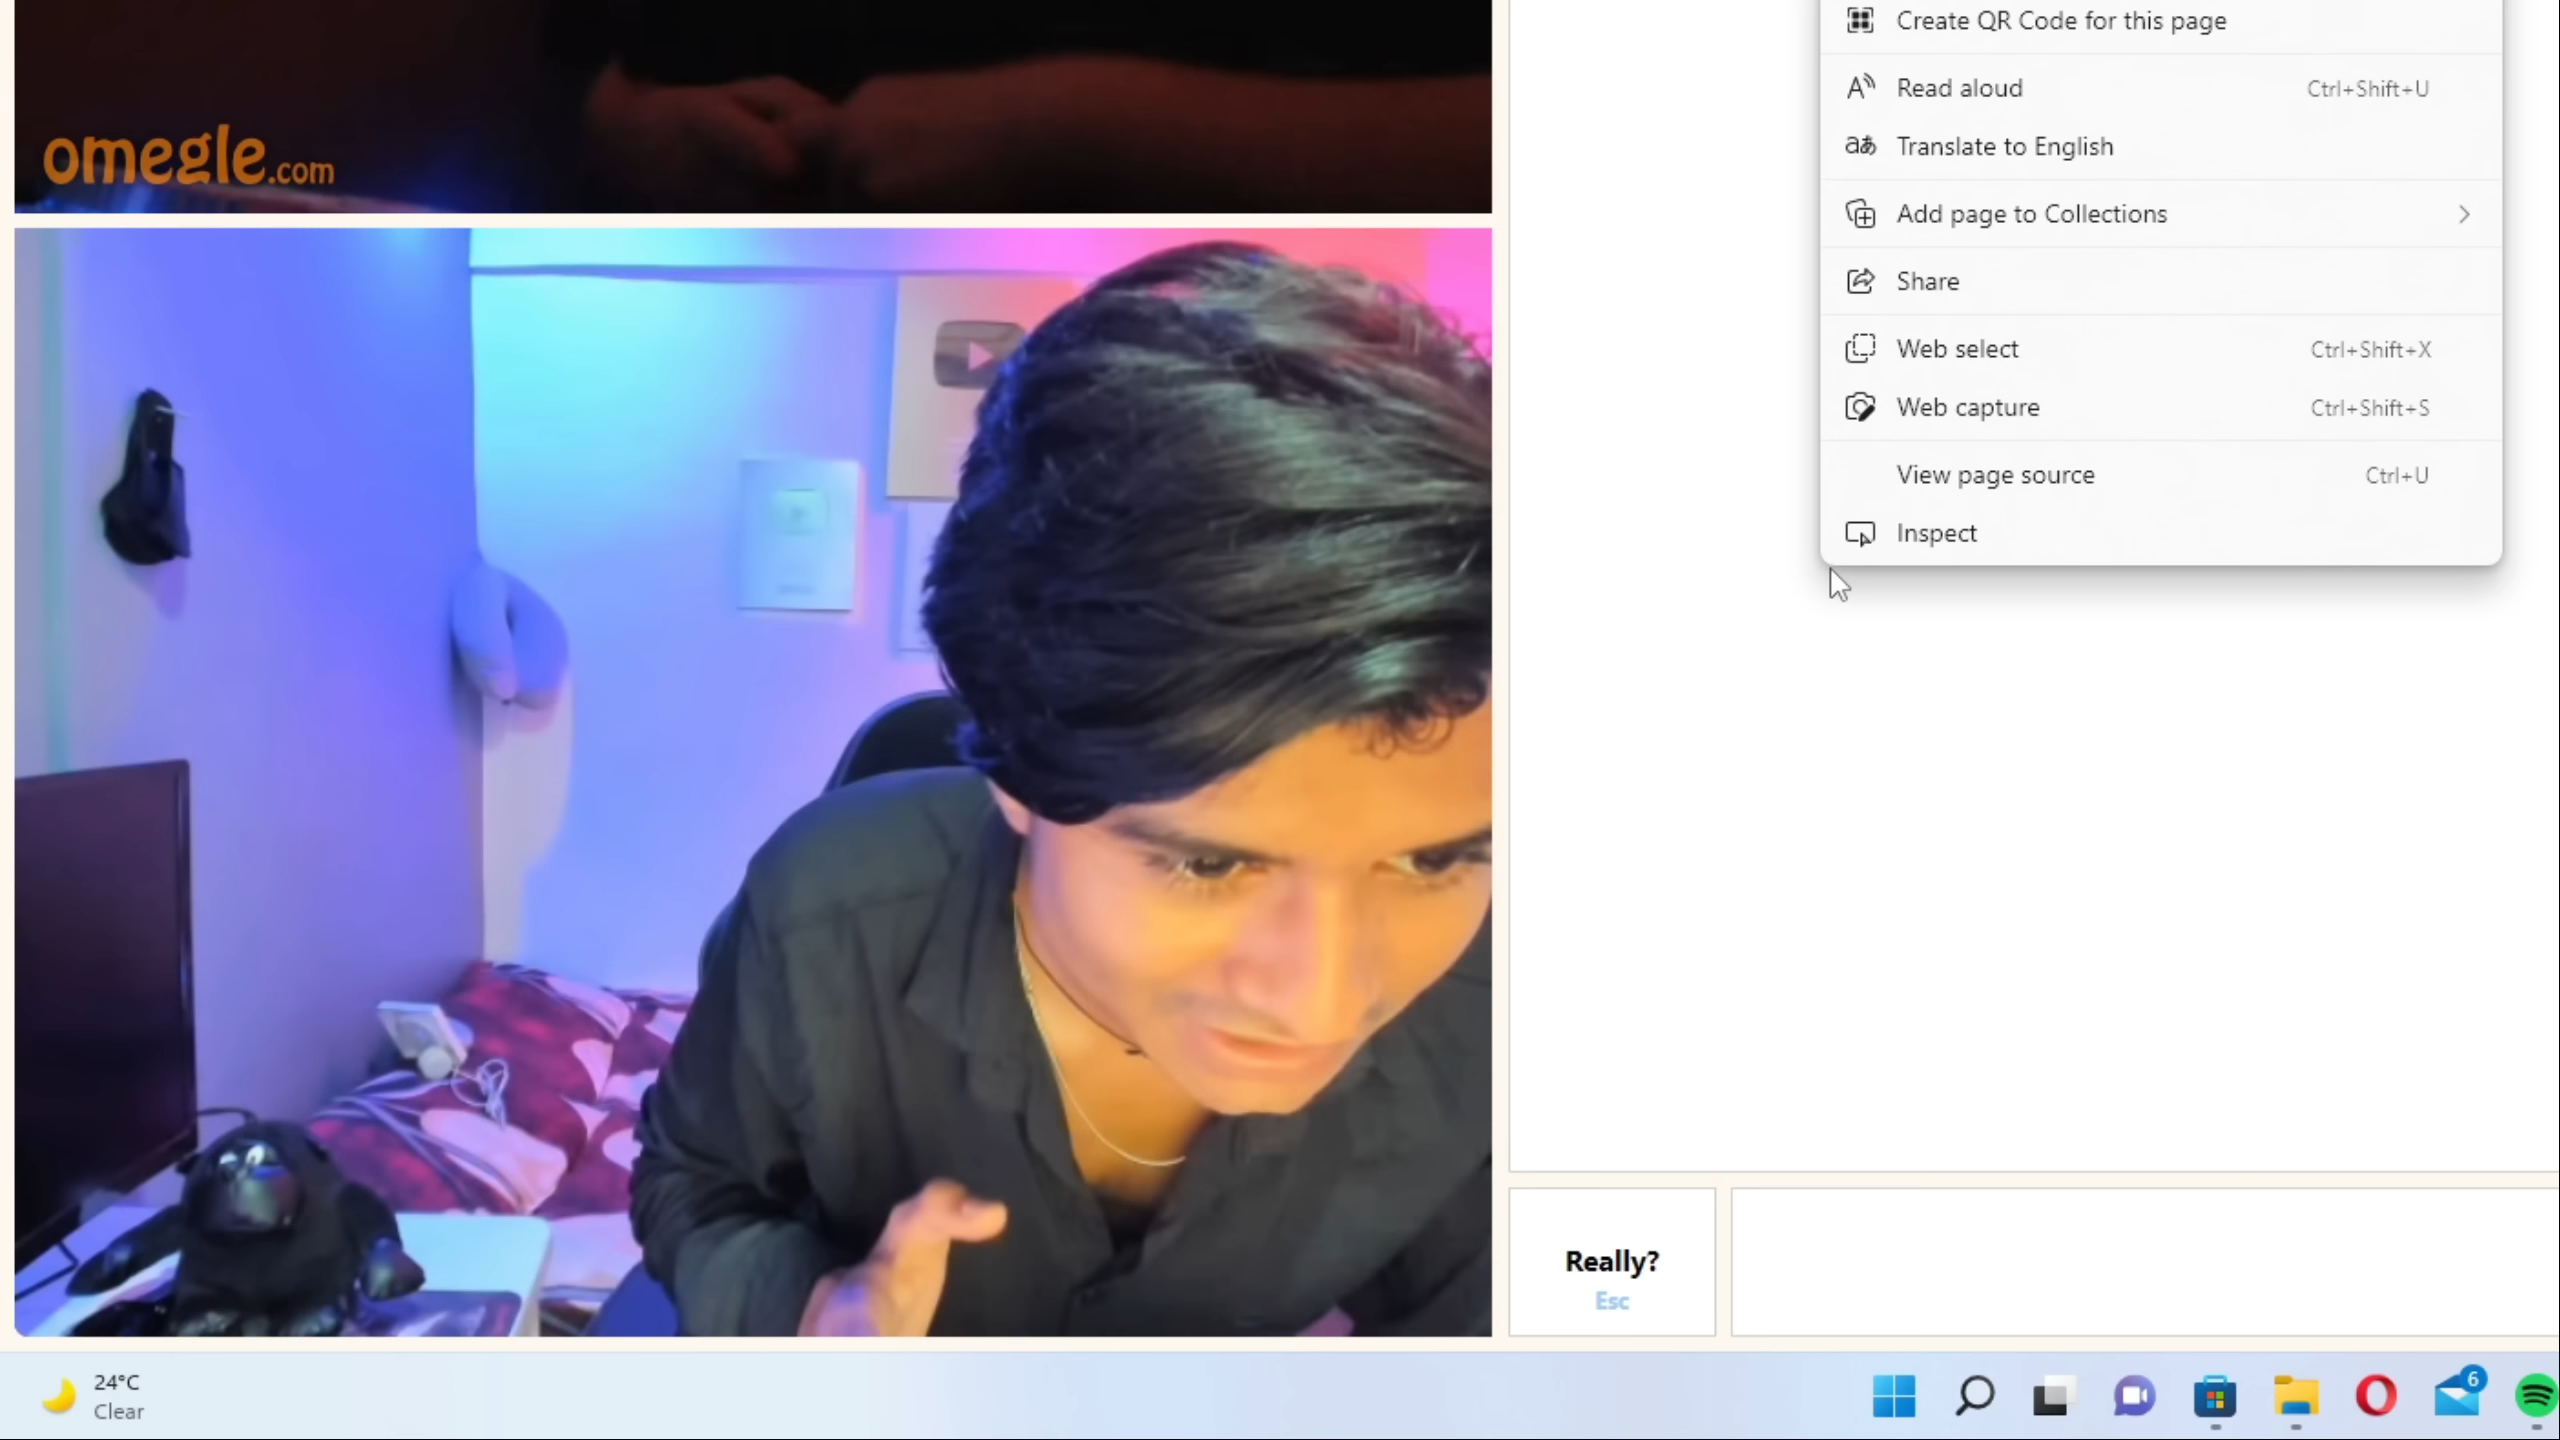 omegle.com
Create QR Code for this page
Read aloud Ctrl+Shift+U
Translate to English
Add page to Collections
Share
Web select Ctrl+Shift+X
Web capture Ctrl+Shift+S
View page source Ctrl+U
Inspect
Really?
Esc
24°C
Clear
6